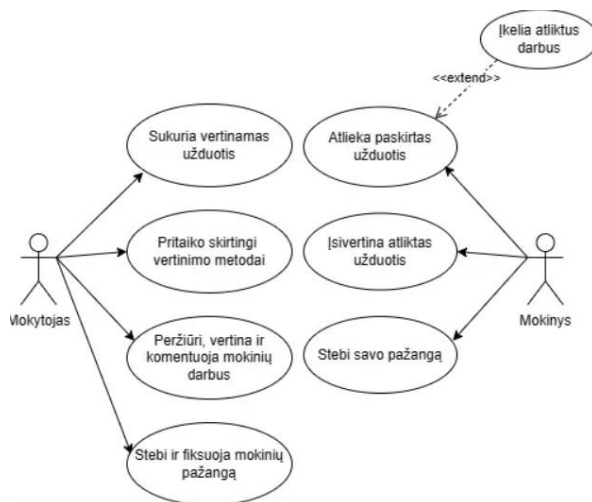 Įkelia atliktus
darbus
<<extend>>
Sukuria vertinamas
užduotis
Atlieka paskirtas
užduotis
Pritaiko skirtingi
vertinimo metodai
Įsivertina atliktas
užduotis
Mokytojas
Mokinys
Peržiūri, vertina ir
komentuoja mokinių
darbus
Stebi savo pažangą
Stebi ir fiksuoja mokinių
pažangą